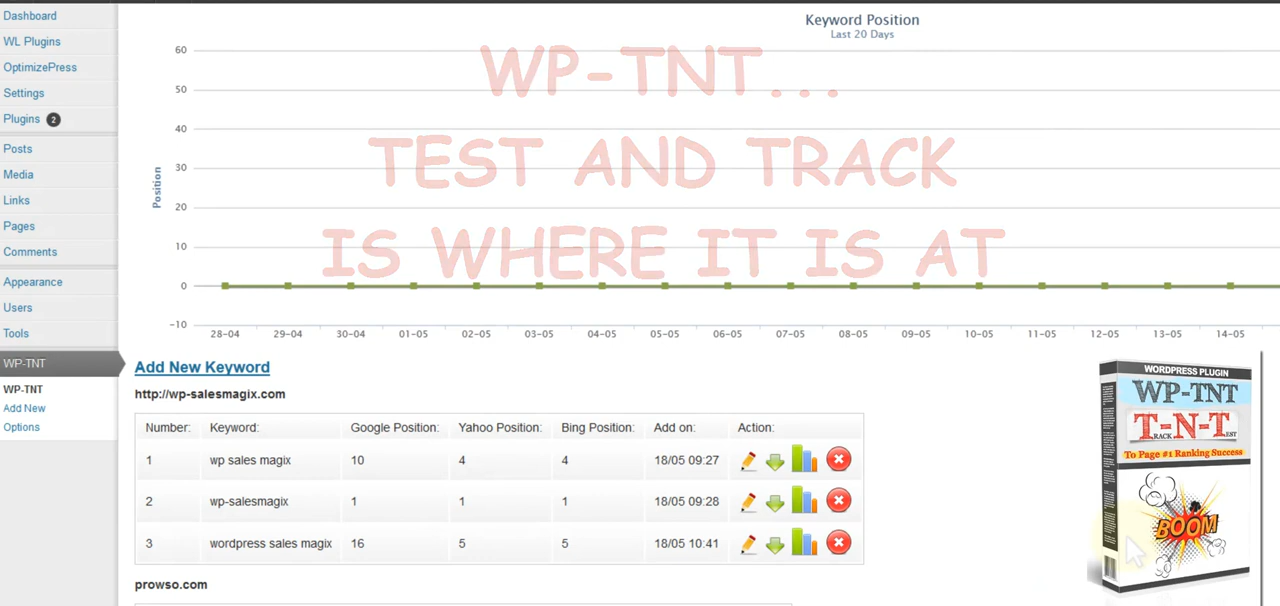 Dashboard
WL Plugins
OptimizePress
Settings
Plugins 2
Posts
Media
Links
Pages
Comments
Appearance
Users
Tools
WP-TNT
WP-TNT
Add New
Options
Keyword Position
Last 20 Days
WP-TNT...
TEST AND TRACK
IS WHERE IT IS AT
Position
60
50
40
30
20
10
0
-10
28-04 29-04 30-04 01-05 02-05 03-05 04-05 05-05 06-05 07-05 08-05 09-05 10-05 11-05 12-05 13-05 14-05
Add New Keyword
http://wp-salesmagix.com
Number: Keyword: Google Position: Yahoo Position: Bing Position: Add on: Action:
1 wp sales magix 10 4 4 18/05 09:27
2 wp-salesmagix 1 1 1 18/05 09:28
3 wordpress sales magix 16 5 5 18/05 10:41
prowso.com
WORDPRESS PLUGIN
WP-TNT
T-N-T
RACK EST
To Page #1 Ranking Success
BOOM